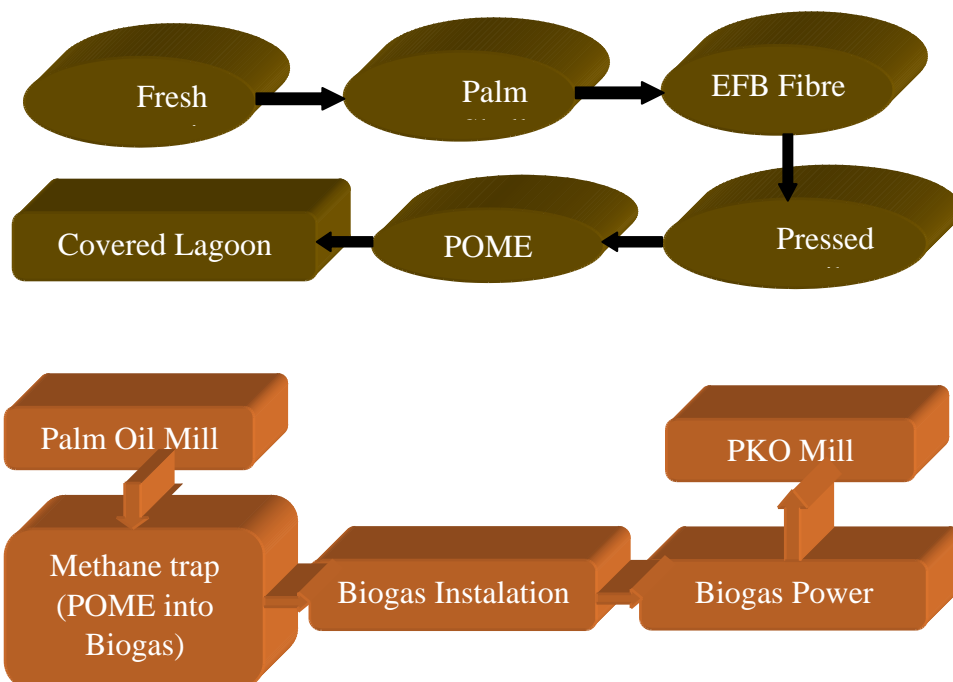 Fresh
Palm
EFB Fibre
Covered Lagoon
POME
Pressed
Palm Oil Mill
PKO Mill
Methane trap
(POME into
Biogas)
Biogas Instalation
Biogas Power